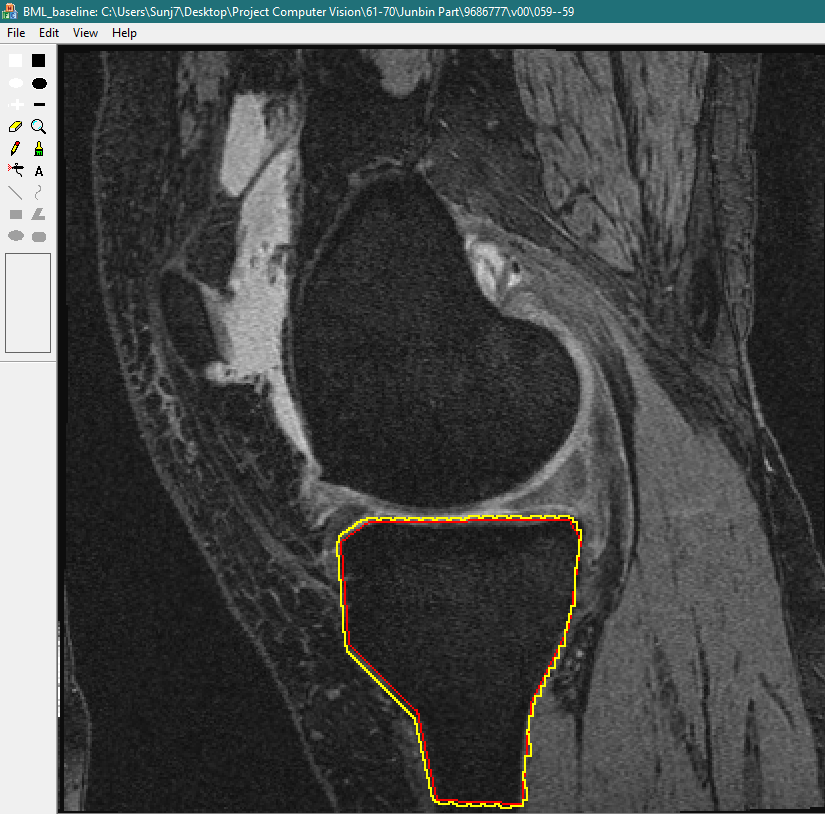 BML_baseline: C:\Users\Sunj7\Desktop\Project Computer Vision\61-70\Junbin Part\9686777\v00\059--59
File Edit View Help
A